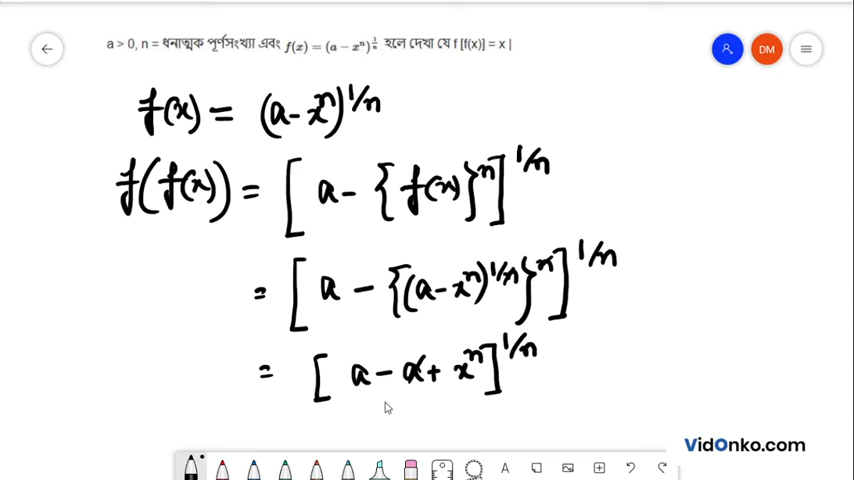 a > 0, n = ধনাত্মক পূর্ণসংখ্যা এবং f(x) = (a − xⁿ)^{1/n} হলে দেখা যে f [f(x)] = x |
DM
f(x) = (a − xⁿ)^{1/n}
f(f(x)) = [a − {f(x)}ⁿ]^{1/n}
= [a − {(a − xⁿ)^{1/n}}ⁿ]^{1/n}
= [a − a + xⁿ]^{1/n}
VidOnko.com
A